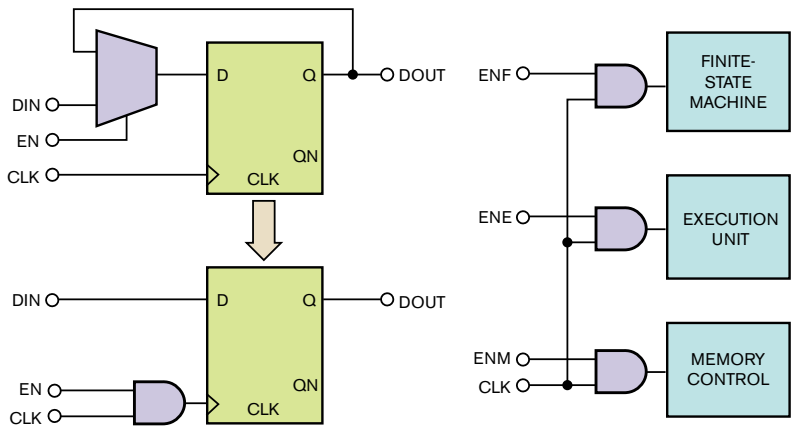 D
Q
DOUT
DIN
EN
QN
CLK
CLK
DIN
D
Q
DOUT
EN
QN
CLK
CLK
ENF
FINITE-
STATE
MACHINE
ENE
EXECUTION
UNIT
ENM
CLK
MEMORY
CONTROL